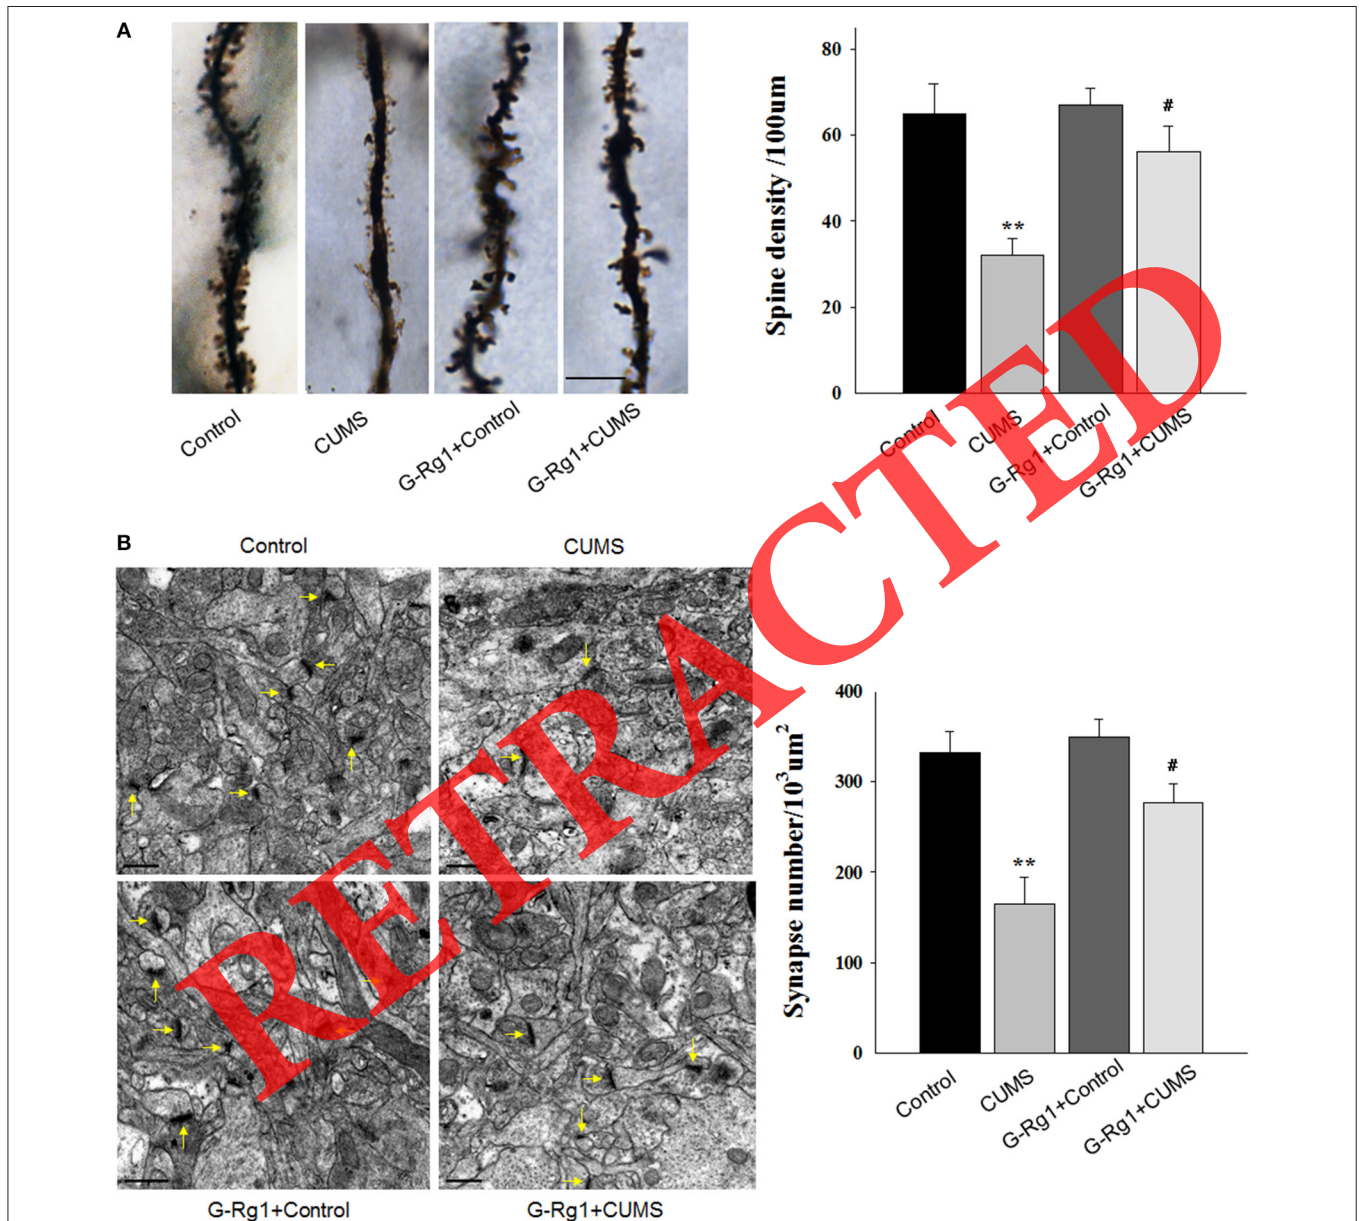 A
Control
CUMS
G-Rg1+Control
G-Rg1+CUMS
Spine density /100um
80
60
40
20
0
**
#
Control
CUMS
G-Rg1+Control
G-Rg1+CUMS
B
Control
CUMS
G-Rg1+Control
G-Rg1+CUMS
Synapse number/10³um²
400
300
200
100
0
**
#
Control
CUMS
G-Rg1+Control
G-Rg1+CUMS
RETRACTED